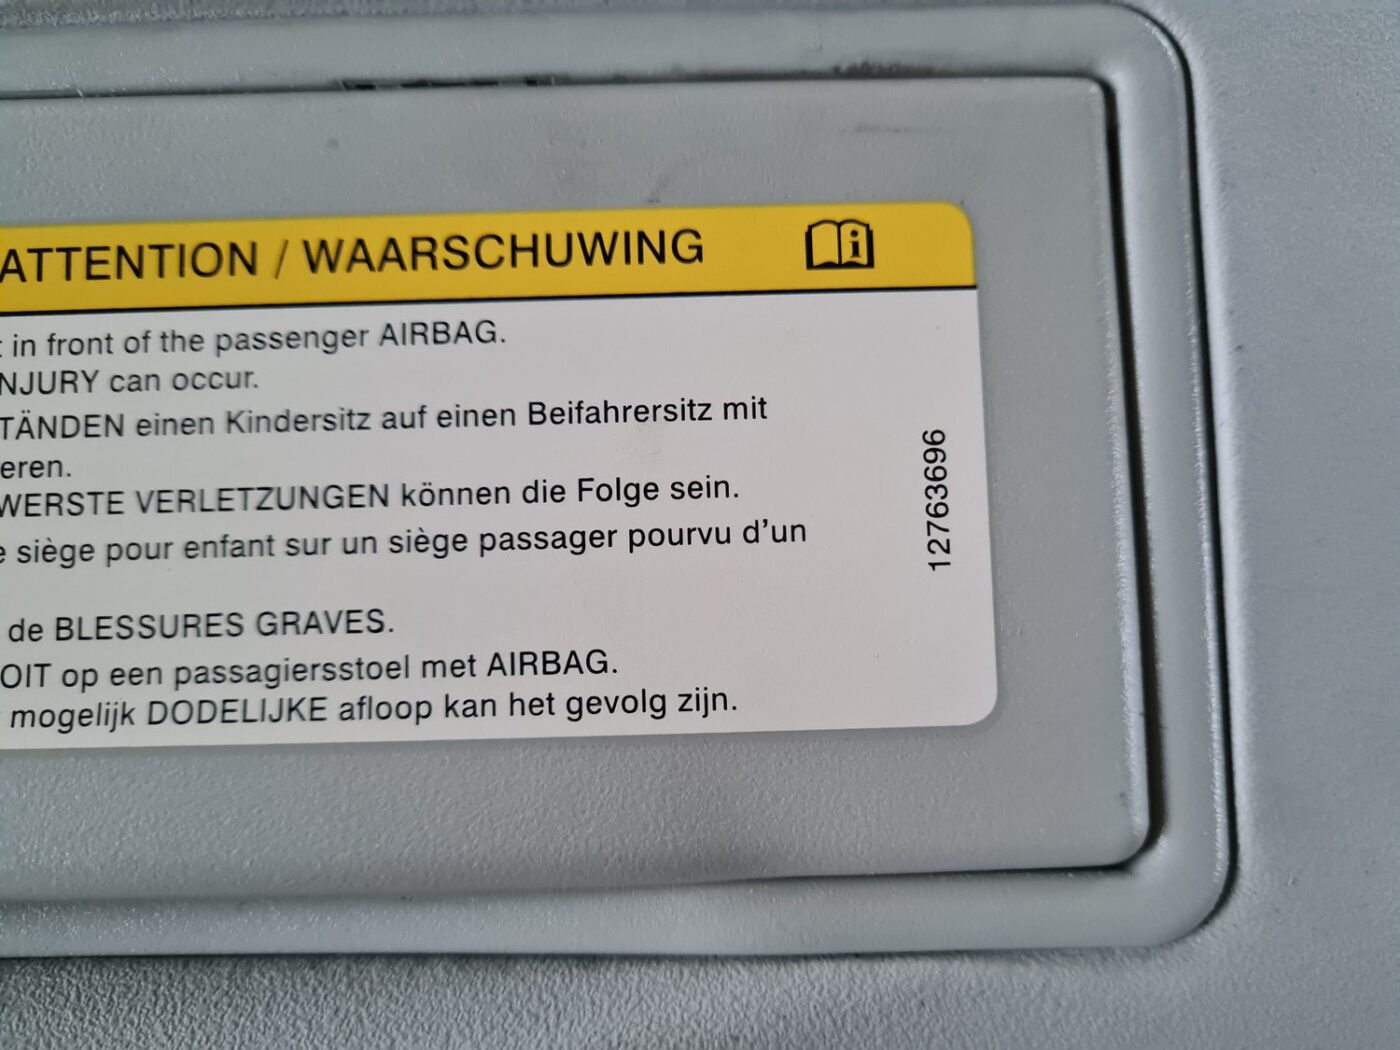 ATTENTION / WAARSCHUWING
in front of the passenger AIRBAG.
NJURY can occur.
TÄNDEN einen Kindersitz auf einen Beifahrersitz mit
eren.
WERSTE VERLETZUNGEN können die Folge sein.
e siège pour enfant sur un siège passager pourvu d'un
de BLESSURES GRAVES.
OIT op een passagiersstoel met AIRBAG.
mogelijk DODELIJKE afloop kan het gevolg zijn.
12763696